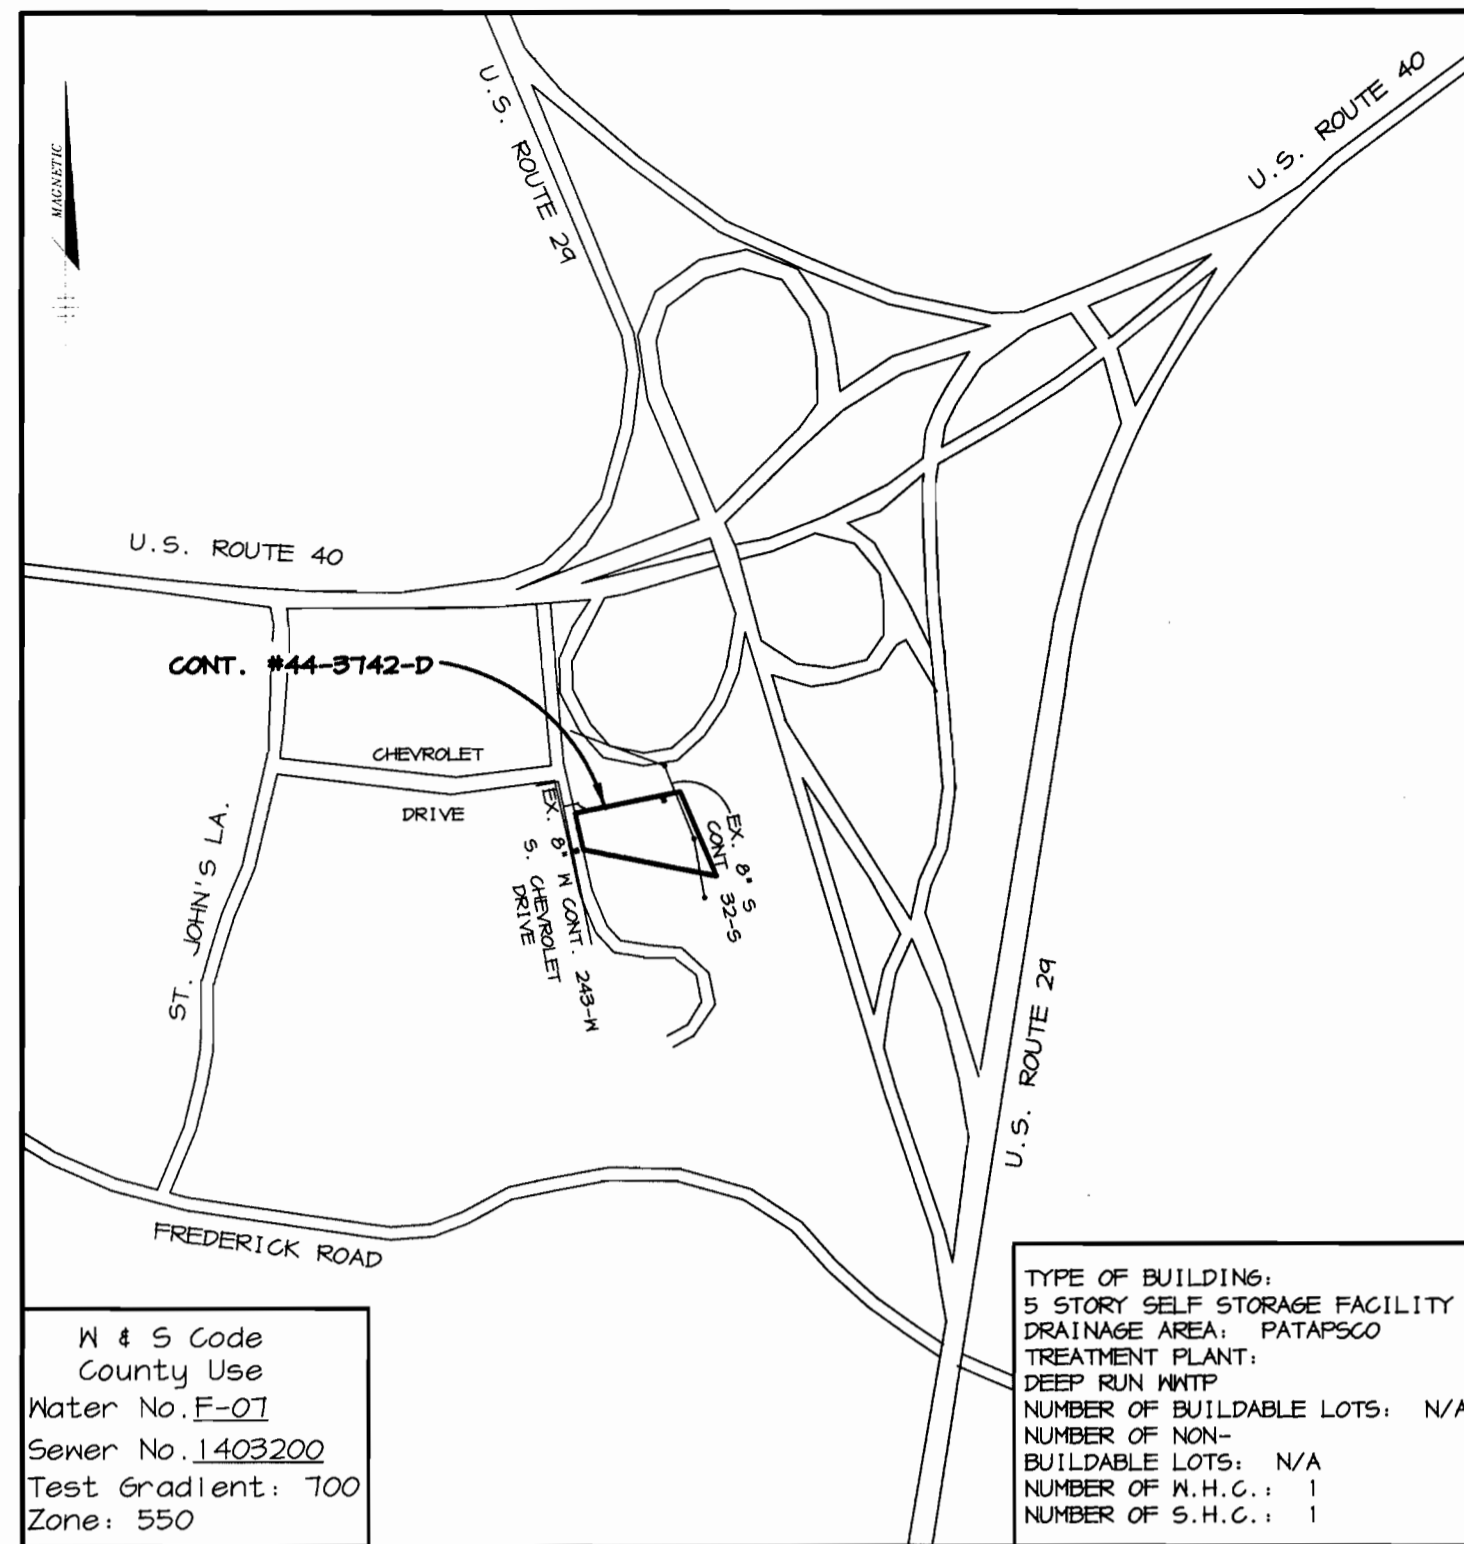 MAGNETIC
U.S. ROUTE 29
U.S. ROUTE 40
U.S. ROUTE 40
CONT. #44-3742-D
CHEVROLET
DRIVE
ST. JOHN'S LA.
EX. 8" W CONT. 243-W
S. CHEVROLET
DRIVE
EX. 8" S
CONT 32-S
U.S. ROUTE 29
FREDERICK ROAD
W & S Code
County Use
Water No. F-07
Sewer No. 1403200
Test Gradient: 700
Zone: 550
TYPE OF BUILDING:
5 STORY SELF STORAGE FACILITY
DRAINAGE AREA: PATAPSCO
TREATMENT PLANT:
DEEP RUN WWTP
NUMBER OF BUILDABLE LOTS: N/A
NUMBER OF NON-
BUILDABLE LOTS: N/A
NUMBER OF W.H.C.: 1
NUMBER OF S.H.C.: 1